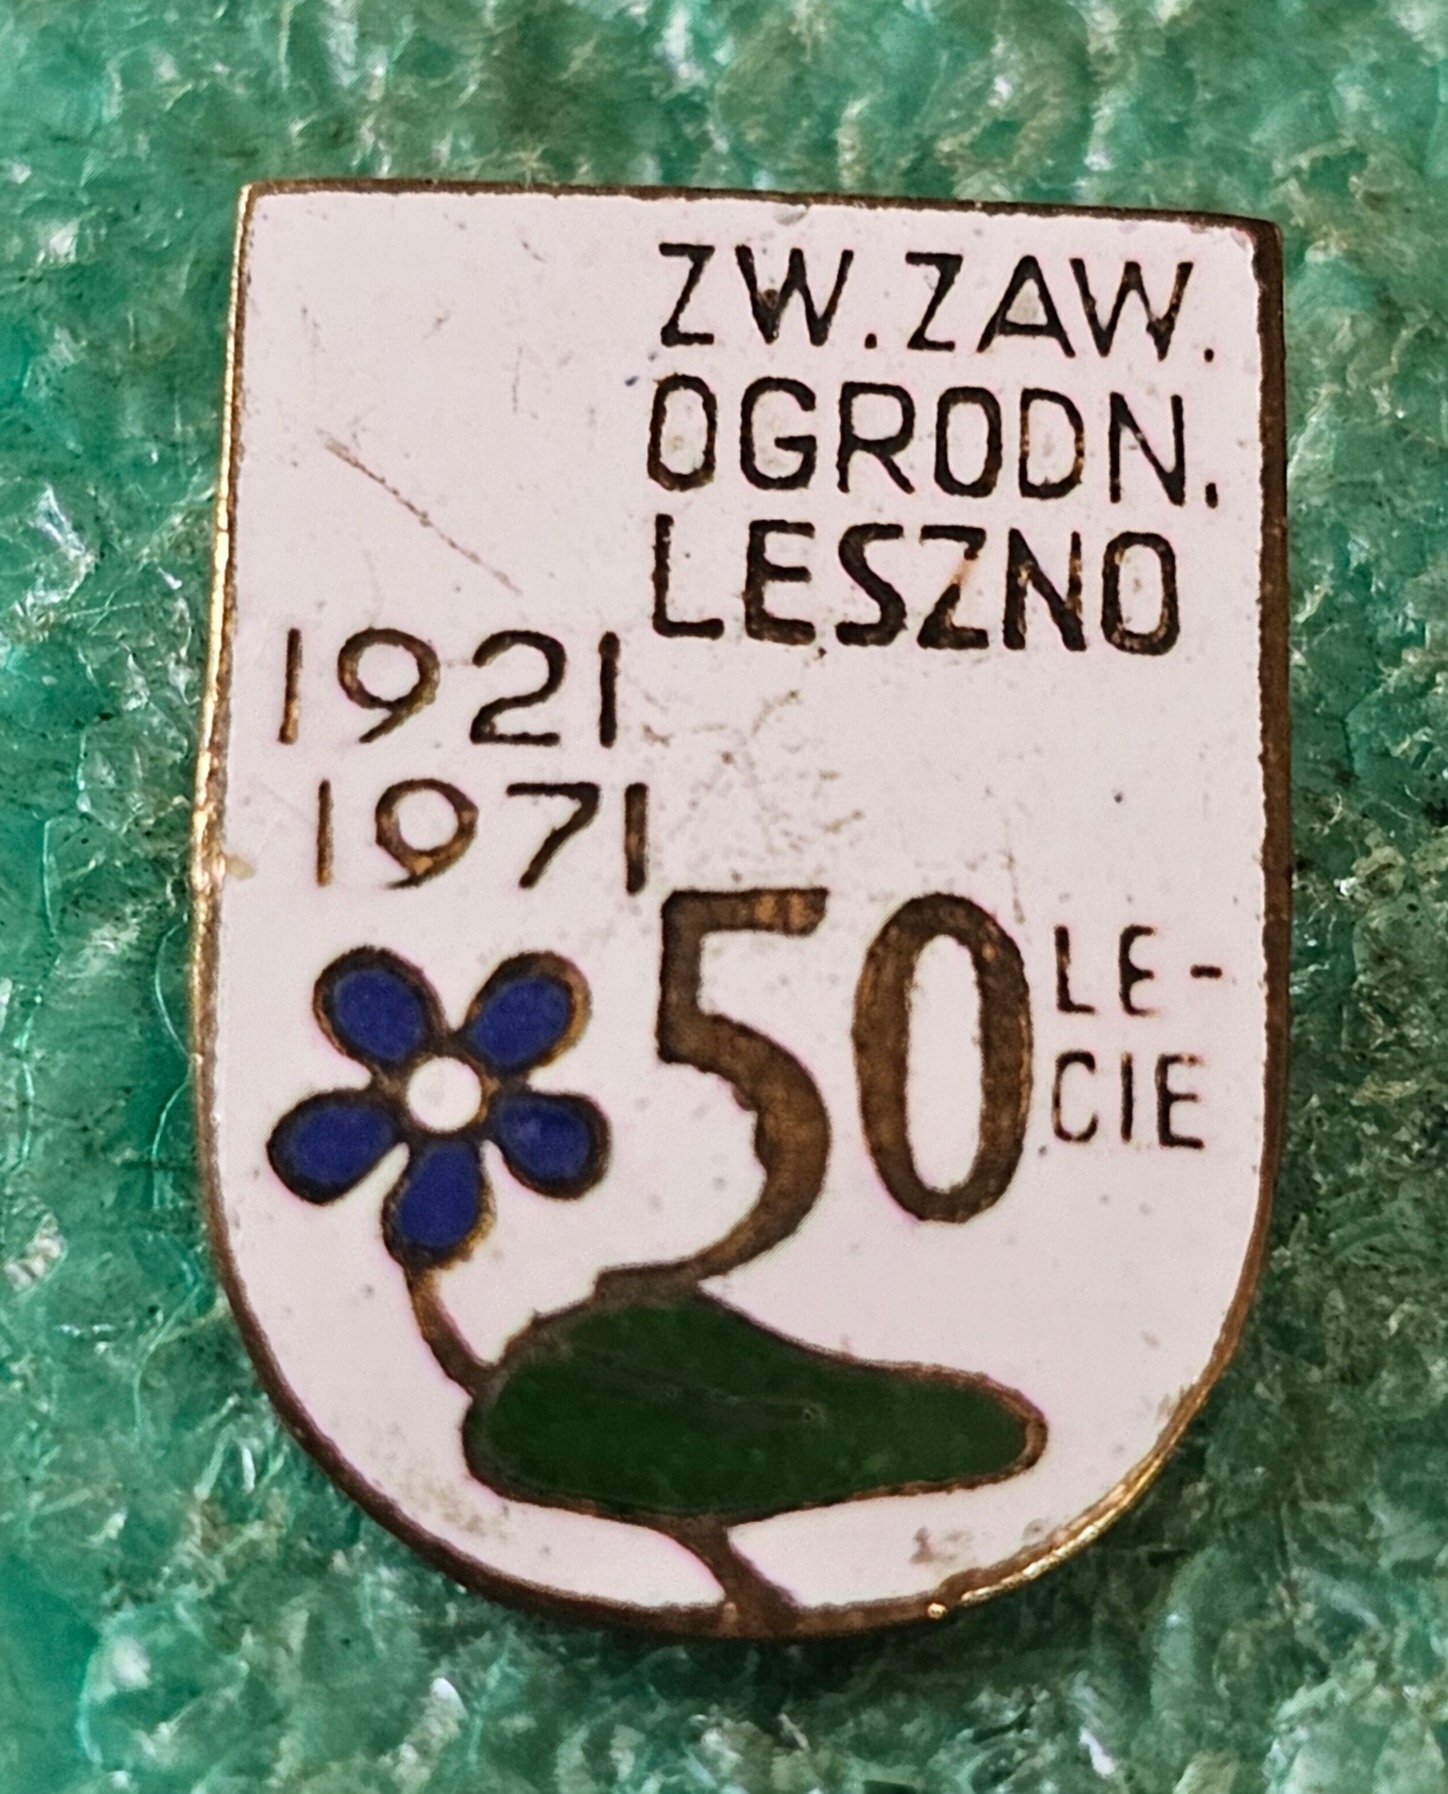 ZW. ZAW.
OGRODN.
LESZNO
1921
1971
50 LE-
CIE